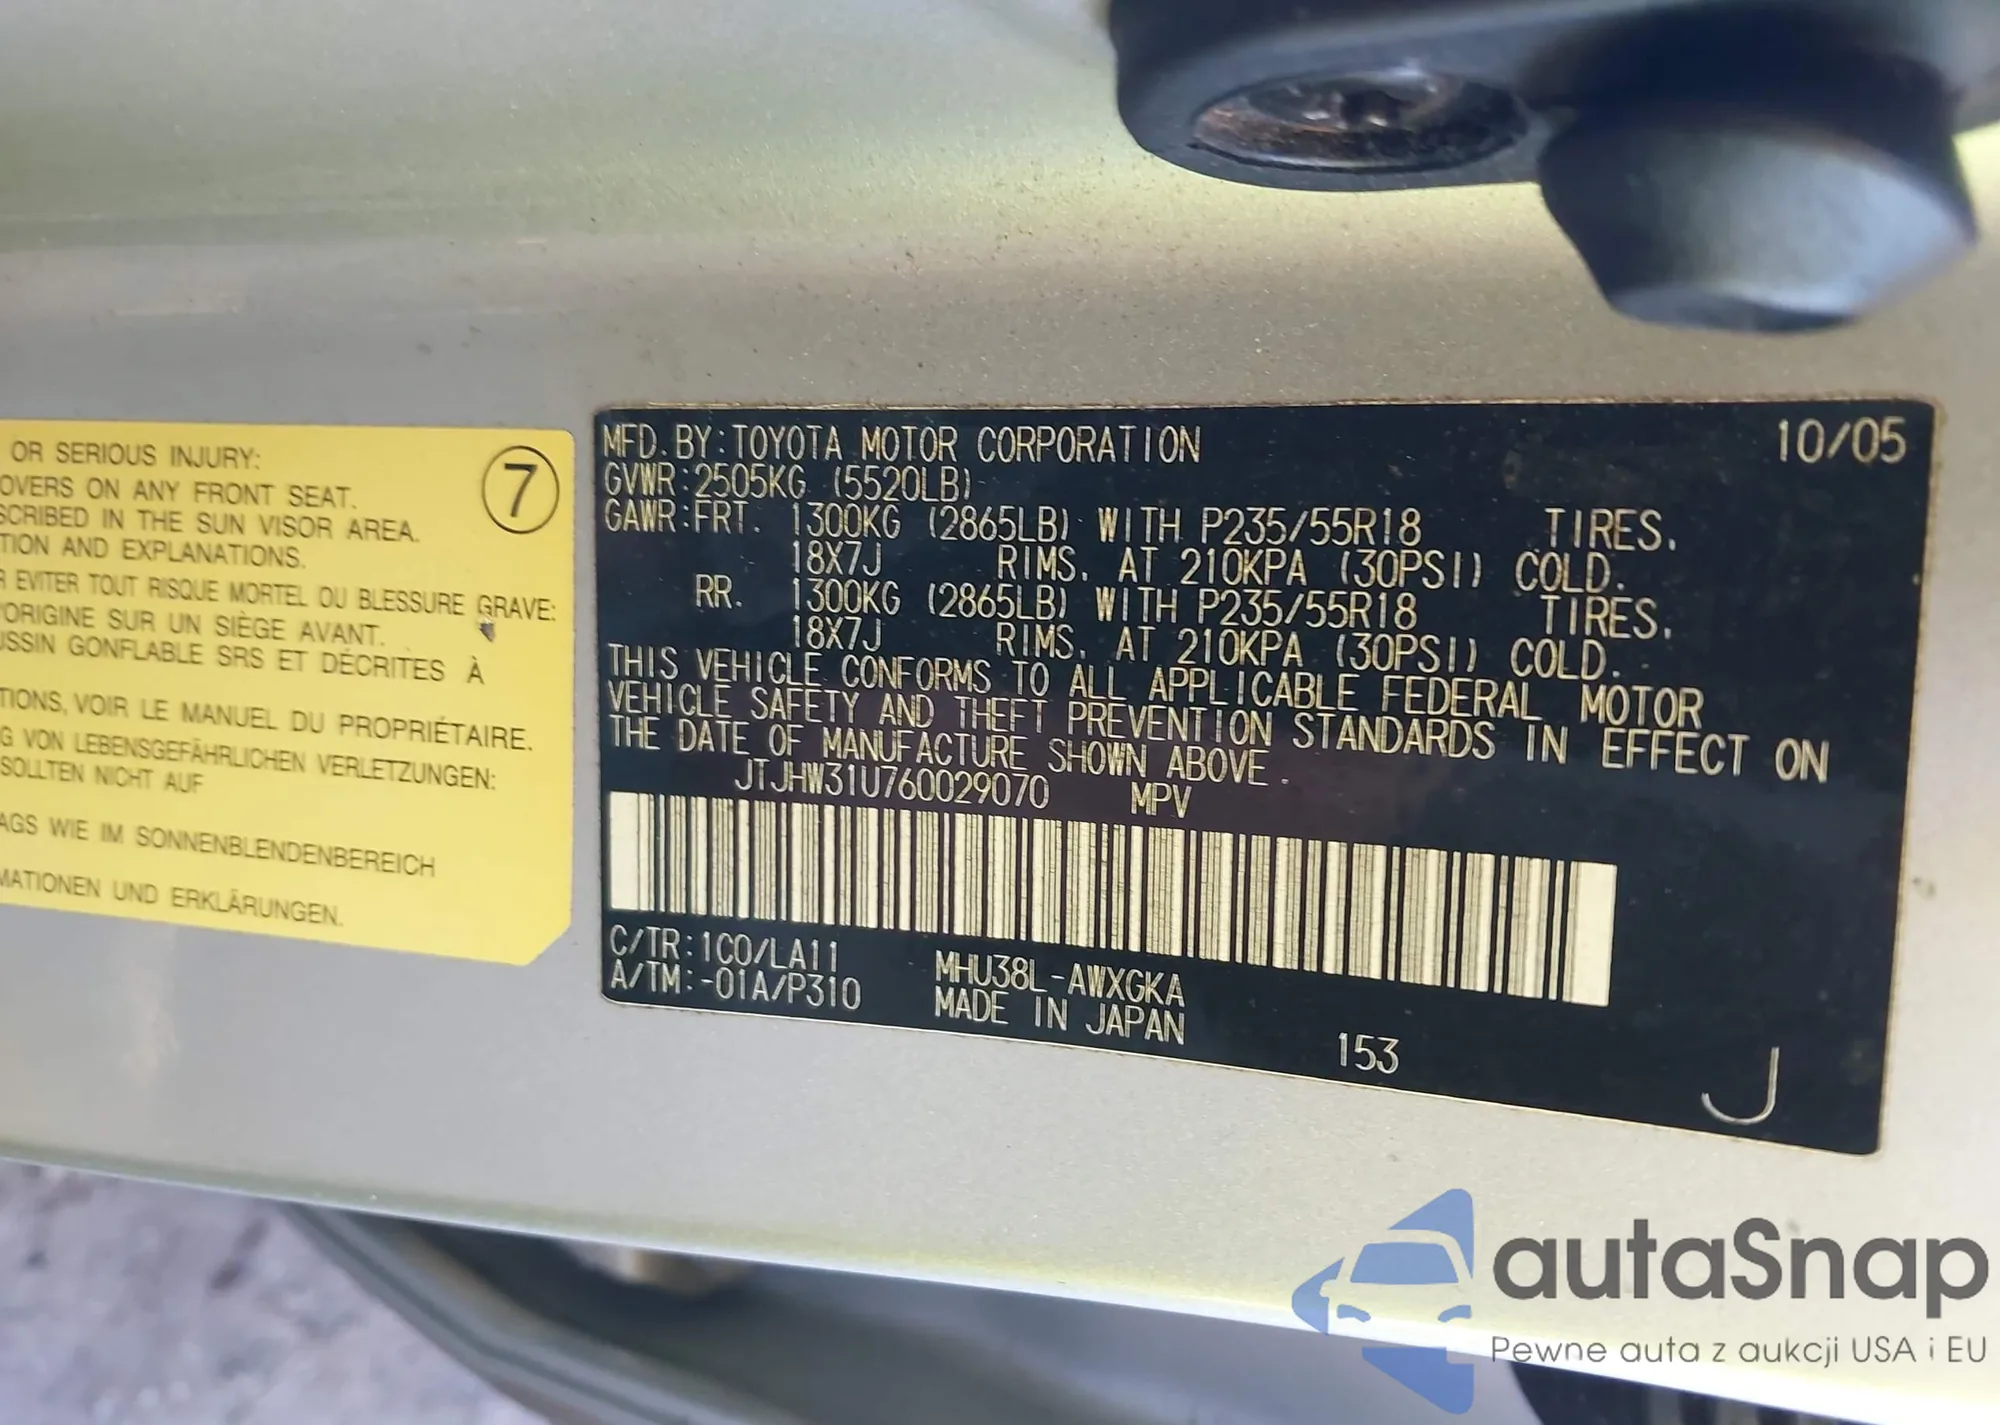 OR SERIOUS INJURY:
OVERS ON ANY FRONT SEAT.
SCRIBED IN THE SUN VISOR AREA.
TION AND EXPLANATIONS.
R EVITER TOUT RISQUE MORTEL OU BLESSURE GRAVE:
'ORIGINE SUR UN SIÈGE AVANT.
USSIN GONFLABLE SRS ET DÉCRITES À
TIONS, VOIR LE MANUEL DU PROPRIÉTAIRE.
G VON LEBENSGEFÄHRLICHEN VERLETZUNGEN:
SOLLTEN NICHT AUF
AGS WIE IM SONNENBLENDENBEREICH
MATIONEN UND ERKLÄRUNGEN.
7
MFD. BY: TOYOTA MOTOR CORPORATION 10/05
GVWR: 2505KG (5520LB)
GAWR: FRT. 1300KG (2865LB) WITH P235/55R18 TIRES.
18X7J RIMS. AT 210KPA (30PSI) COLD.
RR. 1300KG (2865LB) WITH P235/55R18 TIRES.
18X7J RIMS. AT 210KPA (30PSI) COLD.
THIS VEHICLE CONFORMS TO ALL APPLICABLE FEDERAL MOTOR
VEHICLE SAFETY AND THEFT PREVENTION STANDARDS IN EFFECT ON
THE DATE OF MANUFACTURE SHOWN ABOVE.
JTJHW31U760029070 MPV
C/TR: 1C0/LA11 MHU38L-AWXGKA
A/TM: -01A/P310 MADE IN JAPAN
153
J
autaSnap
Pewne auta z aukcji USA i EU